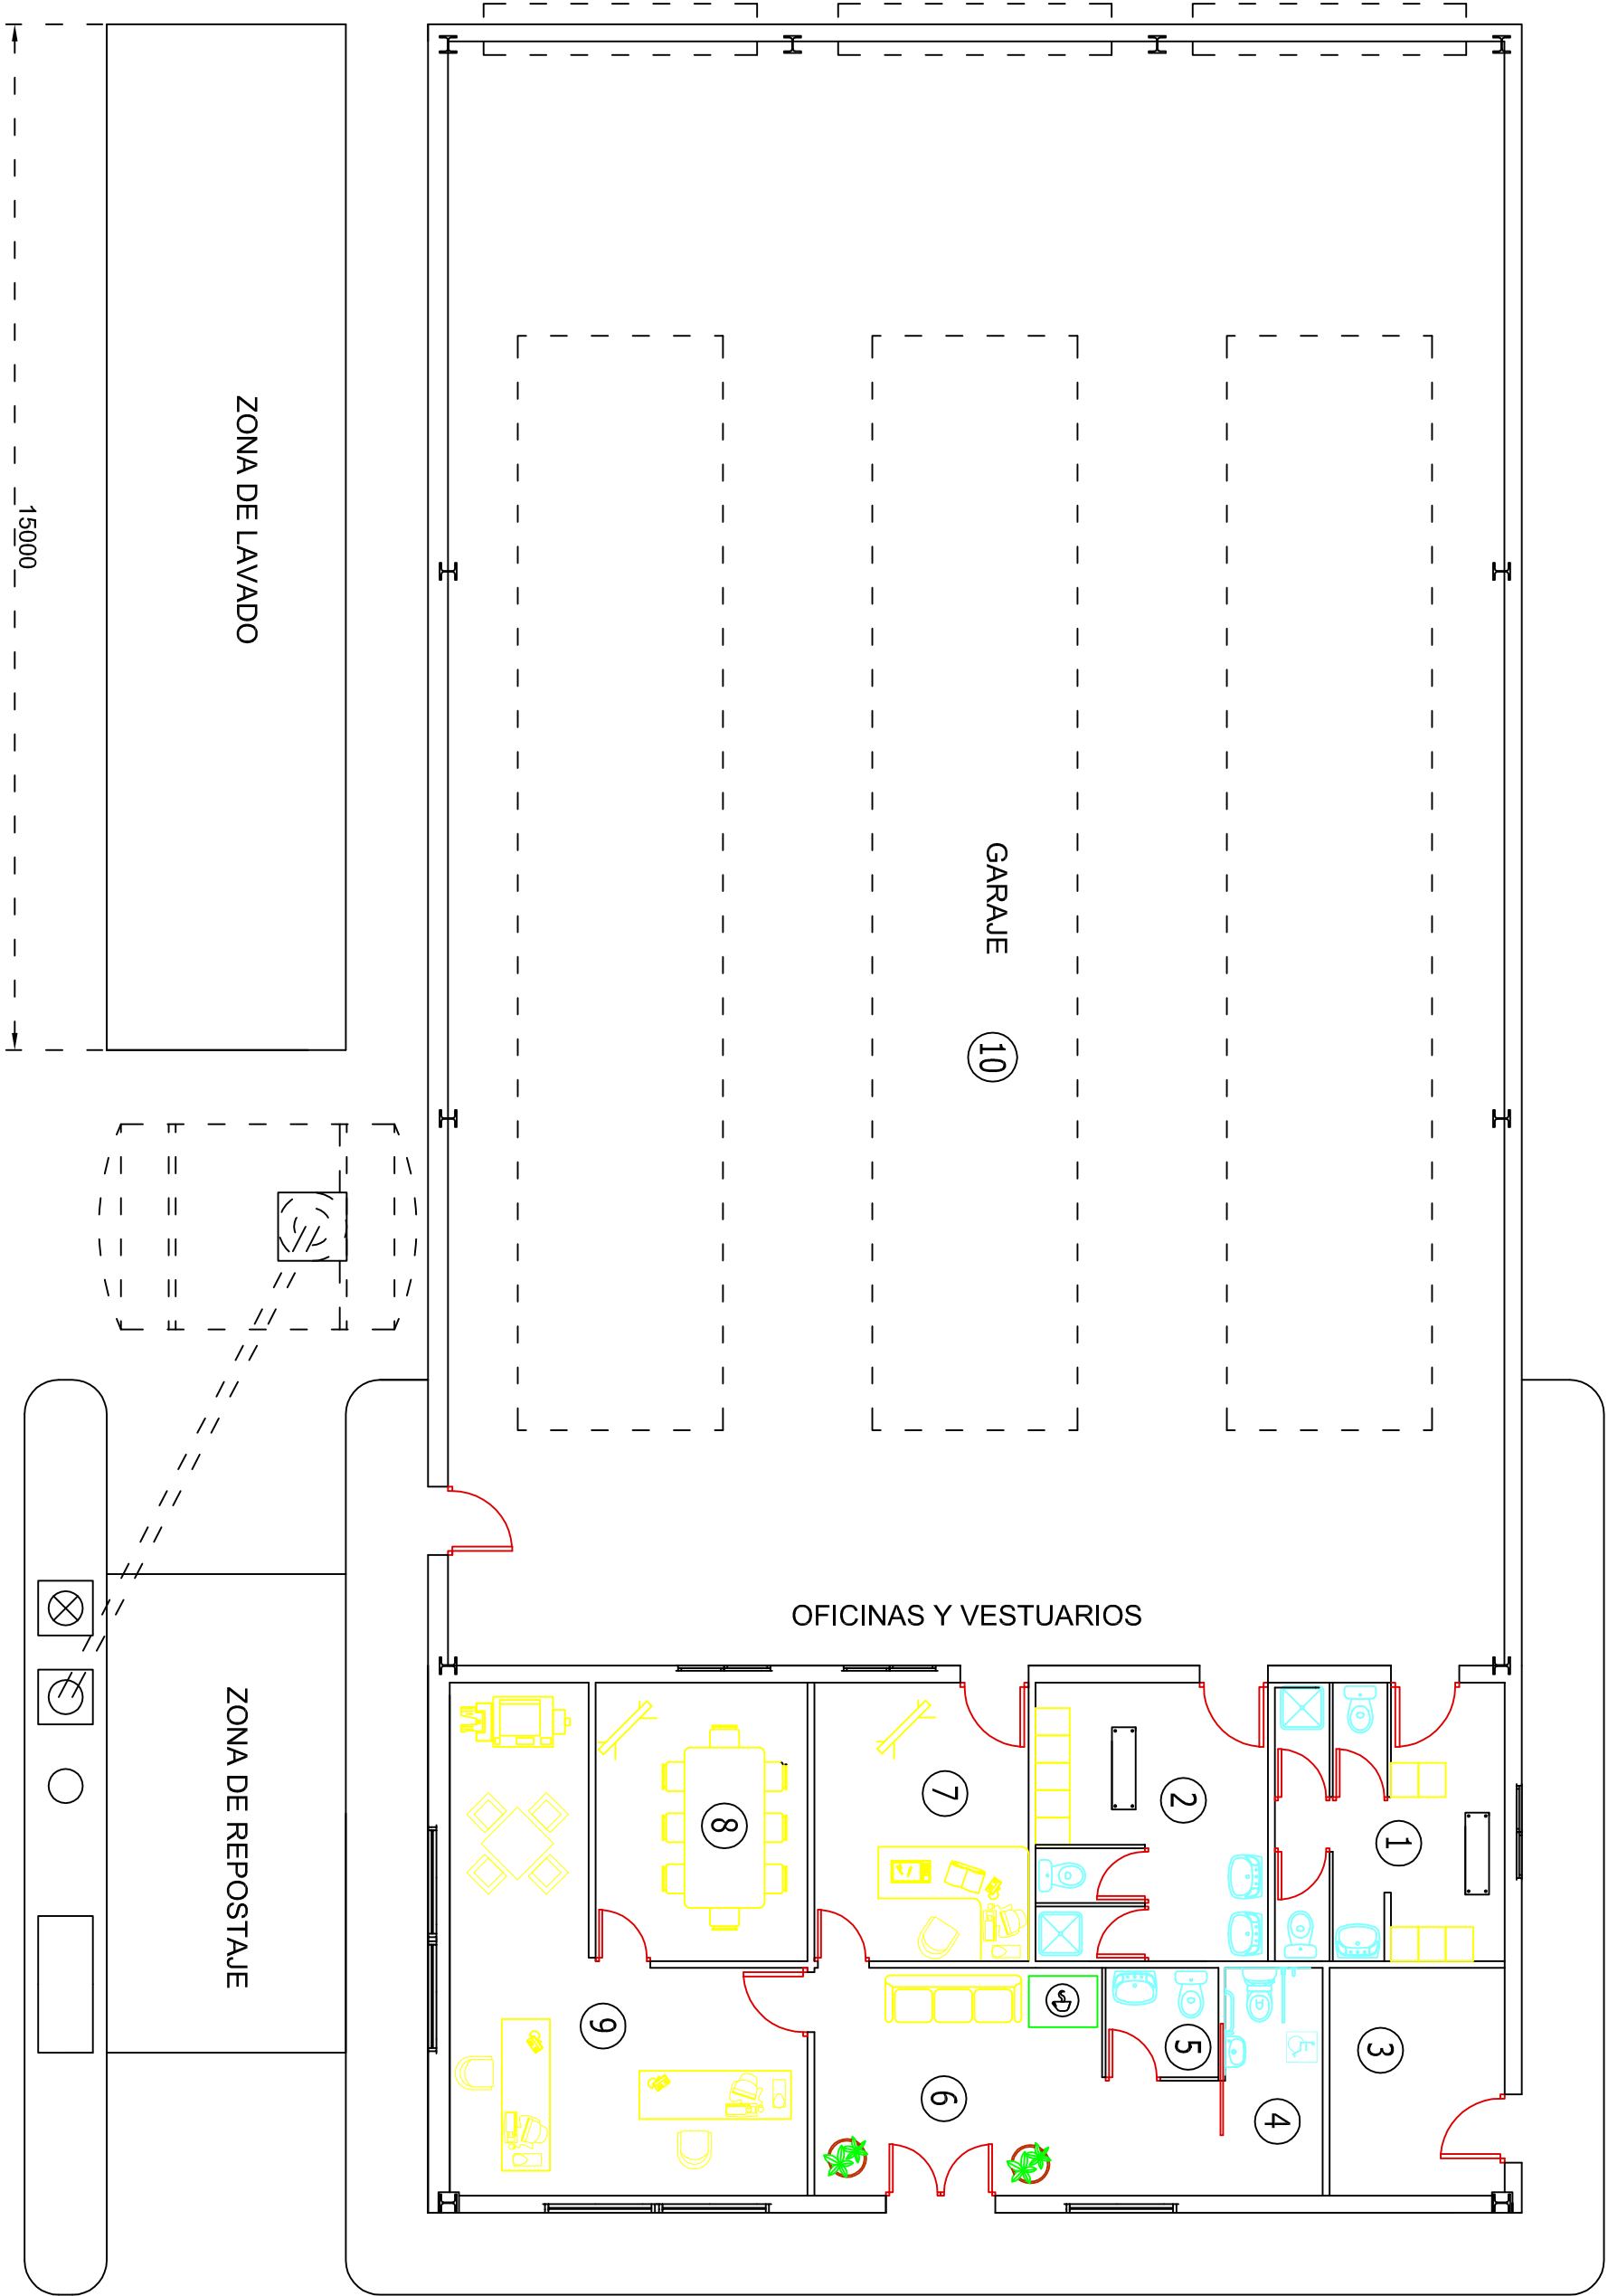 ZONA DE LAVADO
15000
GARAJE
10
OFICINAS Y VESTUARIOS
ZONA DE REPOSTAJE
7
2
1
8
9
5
3
6
4